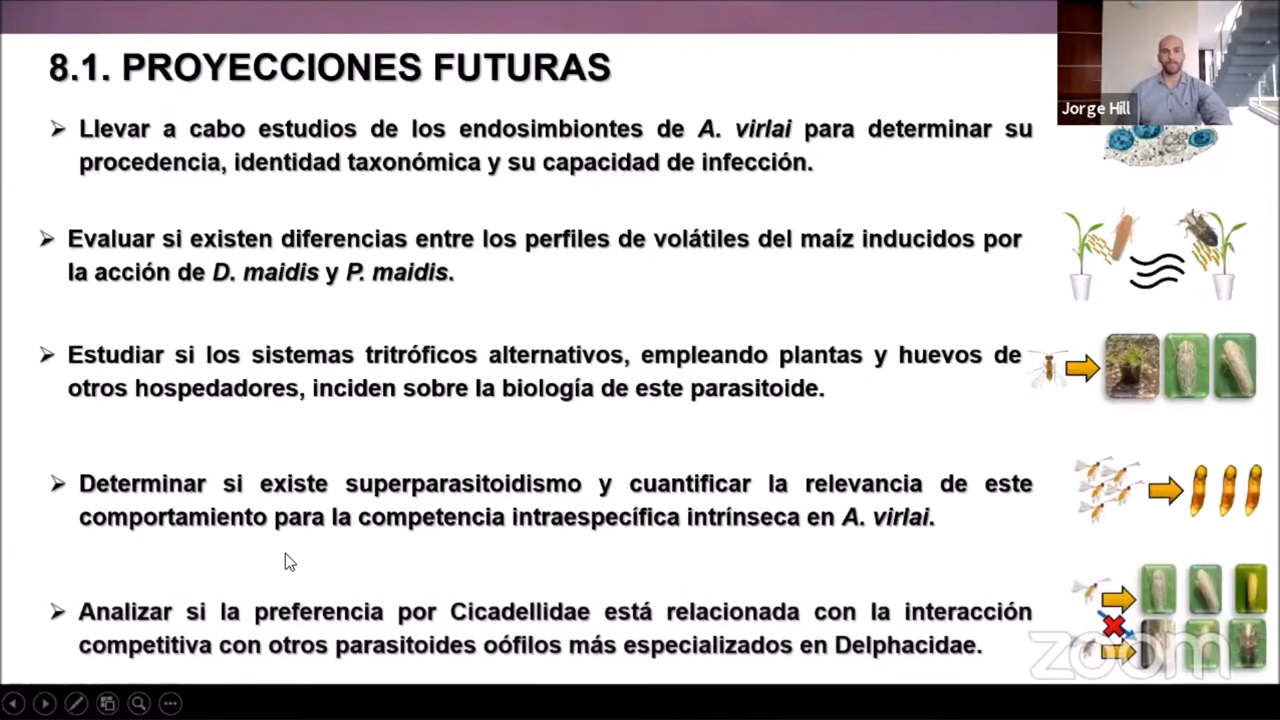 8.1. PROYECCIONES FUTURAS
Jorge Hill
➢ Llevar a cabo estudios de los endosimbiontes de A. virlai para determinar su
procedencia, identidad taxonómica y su capacidad de infección.
➢ Evaluar si existen diferencias entre los perfiles de volátiles del maíz inducidos por
la acción de D. maidis y P. maidis.
➢ Estudiar si los sistemas tritróficos alternativos, empleando plantas y huevos de
otros hospedadores, inciden sobre la biología de este parasitoide.
➢ Determinar si existe superparasitoidismo y cuantificar la relevancia de este
comportamiento para la competencia intraespecífica intrínseca en A. virlai.
➢ Analizar si la preferencia por Cicadellidae está relacionada con la interacción
competitiva con otros parasitoides oófilos más especializados en Delphacidae.
zoom